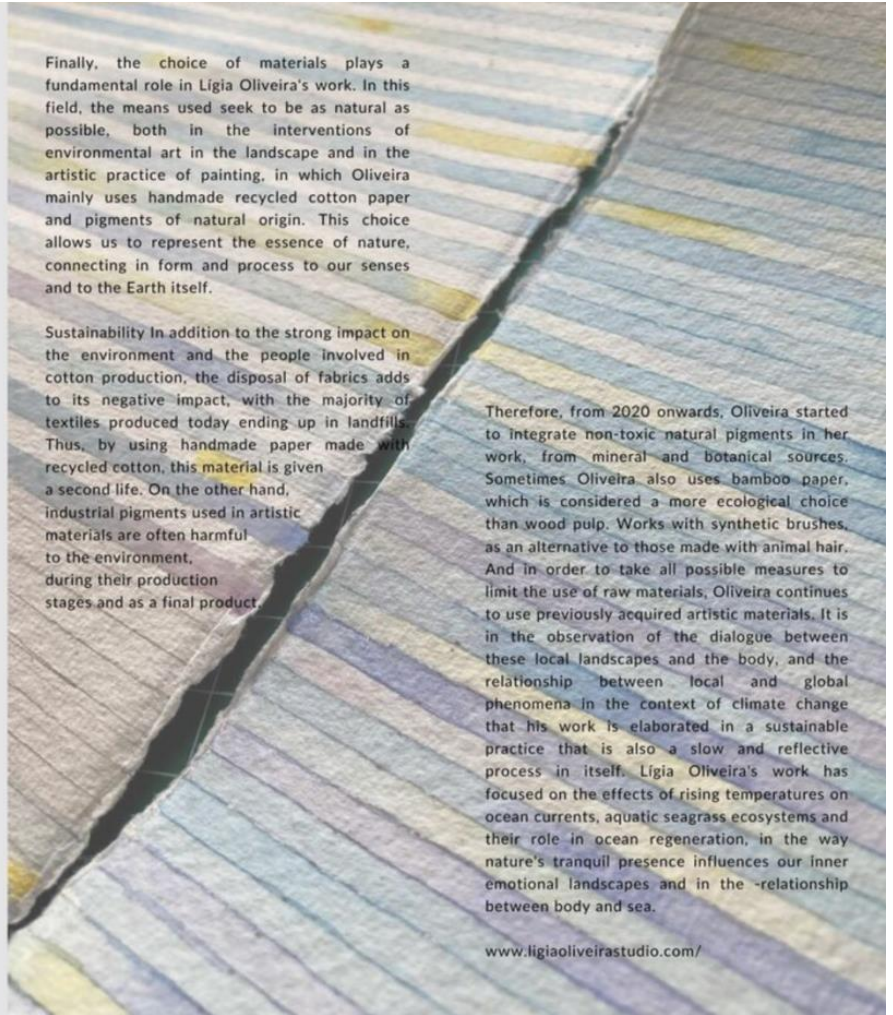 Finally, the choice of materials plays a
fundamental role in Lígia Oliveira's work. In this
field, the means used seek to be as natural as
possible, both in the interventions of
environmental art in the landscape and in the
artistic practice of painting, in which Oliveira
mainly uses handmade recycled cotton paper
and pigments of natural origin. This choice
allows us to represent the essence of nature,
connecting in form and process to our senses
and to the Earth itself.
Sustainability In addition to the strong impact on
the environment and the people involved in
cotton production, the disposal of fabrics adds
to its negative impact, with the majority of
textiles produced today ending up in landfills.
Thus, by using handmade paper made with
recycled cotton, this material is given
a second life. On the other hand,
industrial pigments used in artistic
materials are often harmful
to the environment,
during their production
stages and as a final product.
Therefore, from 2020 onwards, Oliveira started
to integrate non-toxic natural pigments in her
work, from mineral and botanical sources.
Sometimes Oliveira also uses bamboo paper,
which is considered a more ecological choice
than wood pulp. Works with synthetic brushes,
as an alternative to those made with animal hair.
And in order to take all possible measures to
limit the use of raw materials, Oliveira continues
to use previously acquired artistic materials. It is
in the observation of the dialogue between
these local landscapes and the body, and the
relationship between local and global
phenomena in the context of climate change
that his work is elaborated in a sustainable
practice that is also a slow and reflective
process in itself. Lígia Oliveira's work has
focused on the effects of rising temperatures on
ocean currents, aquatic seagrass ecosystems and
their role in ocean regeneration, in the way
nature's tranquil presence influences our inner
emotional landscapes and in the -relationship
between body and sea.
www.ligiaoliveirastudio.com/